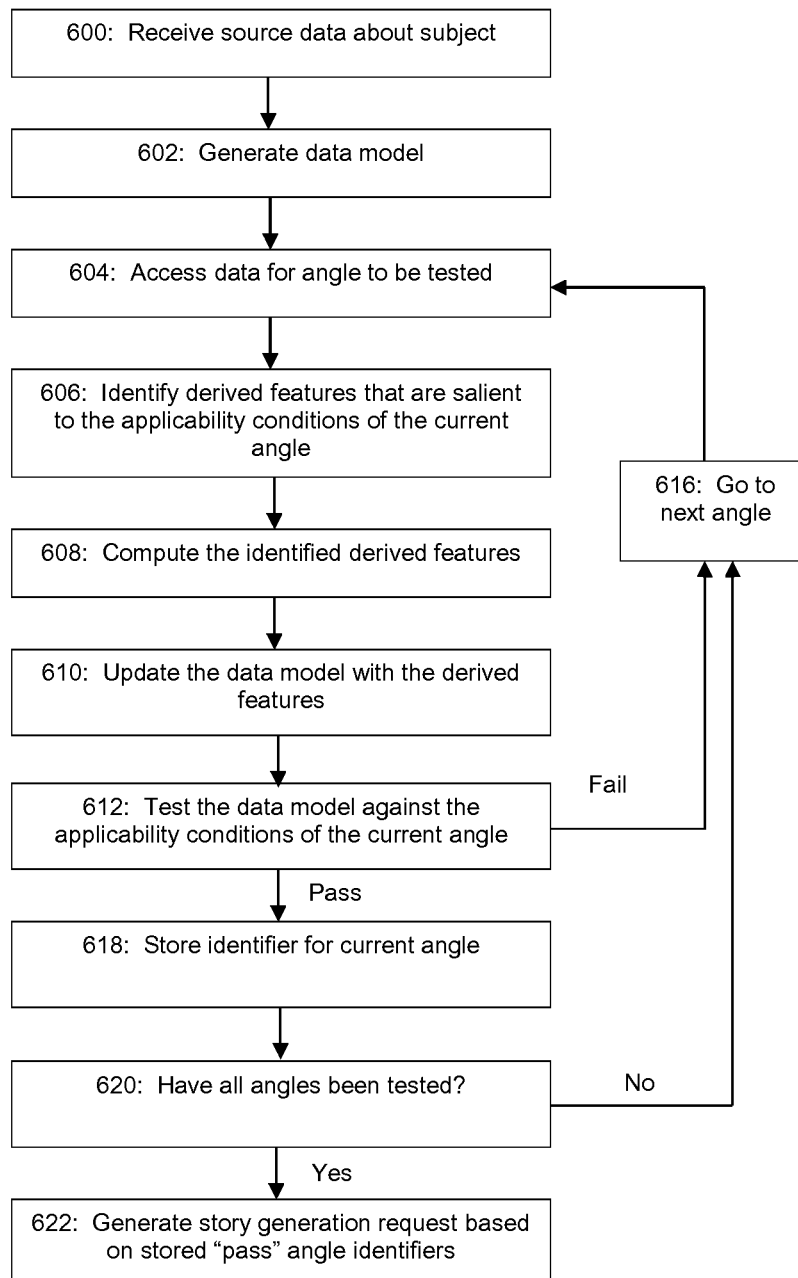 600:  Receive source data about subject
602:  Generate data model
604:  Access data for angle to be tested
606:  Identify derived features that are salient
to the applicability conditions of the current
angle
616:  Go to
next angle
608:  Compute the identified derived features
610:  Update the data model with the derived
features
Fail
612:  Test the data model against the
applicability conditions of the current angle
Pass
618:  Store identifier for current angle
620:  Have all angles been tested?
No
Yes
622:  Generate story generation request based
on stored “pass” angle identifiers